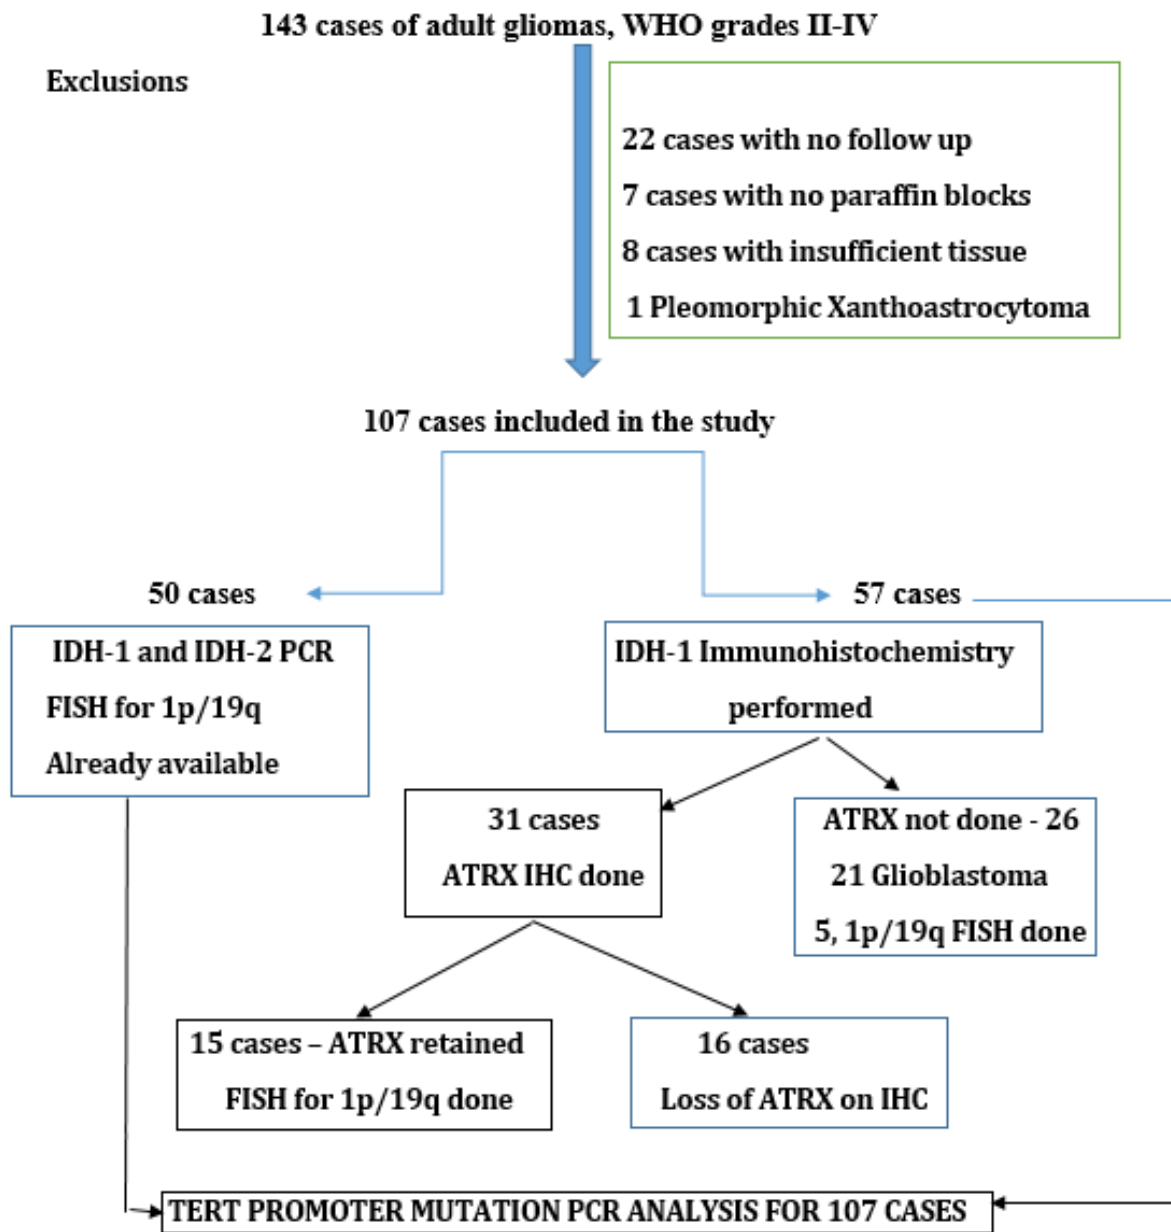 143 cases of adult gliomas, WHO grades II-IV
Exclusions
22 cases with no follow up
7 cases with no paraffin blocks
8 cases with insufficient tissue
1 Pleomorphic Xanthoastrocytoma
107 cases included in the study
50 cases
57 cases
IDH-1 and IDH-2 PCR
FISH for 1p/19q
Already available
IDH-1 Immunohistochemistry
performed
31 cases
ATRX IHC done
ATRX not done - 26
21 Glioblastoma
5, 1p/19q FISH done
15 cases – ATRX retained
FISH for 1p/19q done
16 cases
Loss of ATRX on IHC
TERT PROMOTER MUTATION PCR ANALYSIS FOR 107 CASES